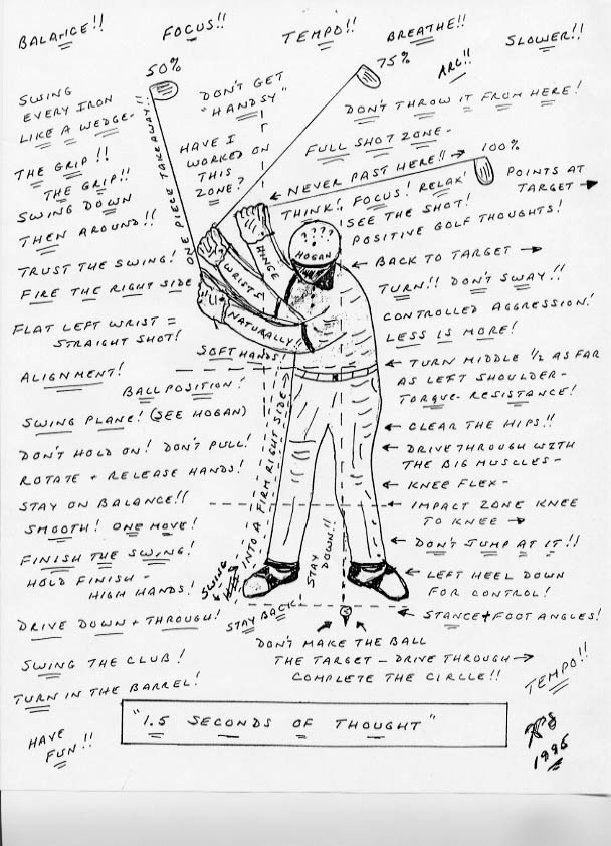 BALANCE!! FOCUS!! TEMPO!! BREATHE!! SLOWER!!
50%
75%
ARC!!
SWING
EVERY IRON
LIKE A WEDGE-
DON'T GET
"HANDSY"
DON'T THROW IT FROM HERE!
FULL SHOT ZONE-
HAVE I
WORKED ON
THIS
ZONE?
ONE PIECE TAKEAWAY!!
← NEVER PAST HERE!! → 100%
POINTS AT
TARGET →
THE GRIP!!
THE GRIP!!
SWING DOWN
THEN AROUND!!
THINK! FOCUS! RELAX!
SEE THE SHOT!
POSITIVE GOLF THOUGHTS!
????
HOGAN
HINGE
WRISTS
NATURALLY!!
TRUST THE SWING!
FIRE THE RIGHT SIDE
← BACK TO TARGET →
TURN!! DON'T SWAY!!
CONTROLLED AGGRESSION!
LESS IS MORE!
FLAT LEFT WRIST =
STRAIGHT SHOT!
SOFT HANDS!
ALIGNMENT!
BALL POSITION!
← TURN MIDDLE 1/2 AS FAR
AS LEFT SHOULDER-
TORQUE- RESISTANCE!
SWING PLANE! (SEE HOGAN)
← CLEAR THE HIPS!!
DON'T HOLD ON! DON'T PULL!
ROTATE + RELEASE HANDS!
← DRIVE THROUGH WITH
THE BIG MUSCLES-
← KNEE FLEX-
STAY ON BALANCE!!
SMOOTH! ONE MOVE!
← IMPACT ZONE KNEE
TO KNEE →
FINISH THE SWING!
HOLD FINISH -
HIGH HANDS!
← DON'T JUMP AT IT!!
SWING
INTO A FIRM RIGHT SIDE
STAY
DOWN!!
← LEFT HEEL DOWN
FOR CONTROL!
DRIVE DOWN + THROUGH!
STAY BACK!
← STANCE + FOOT ANGLES!
DON'T MAKE THE BALL
THE TARGET - DRIVE THROUGH →
COMPLETE THE CIRCLE!!
SWING THE CLUB!
TURN IN THE BARREL!
TEMPO!!
"1.5 SECONDS OF THOUGHT"
HAVE
FUN!!
1995